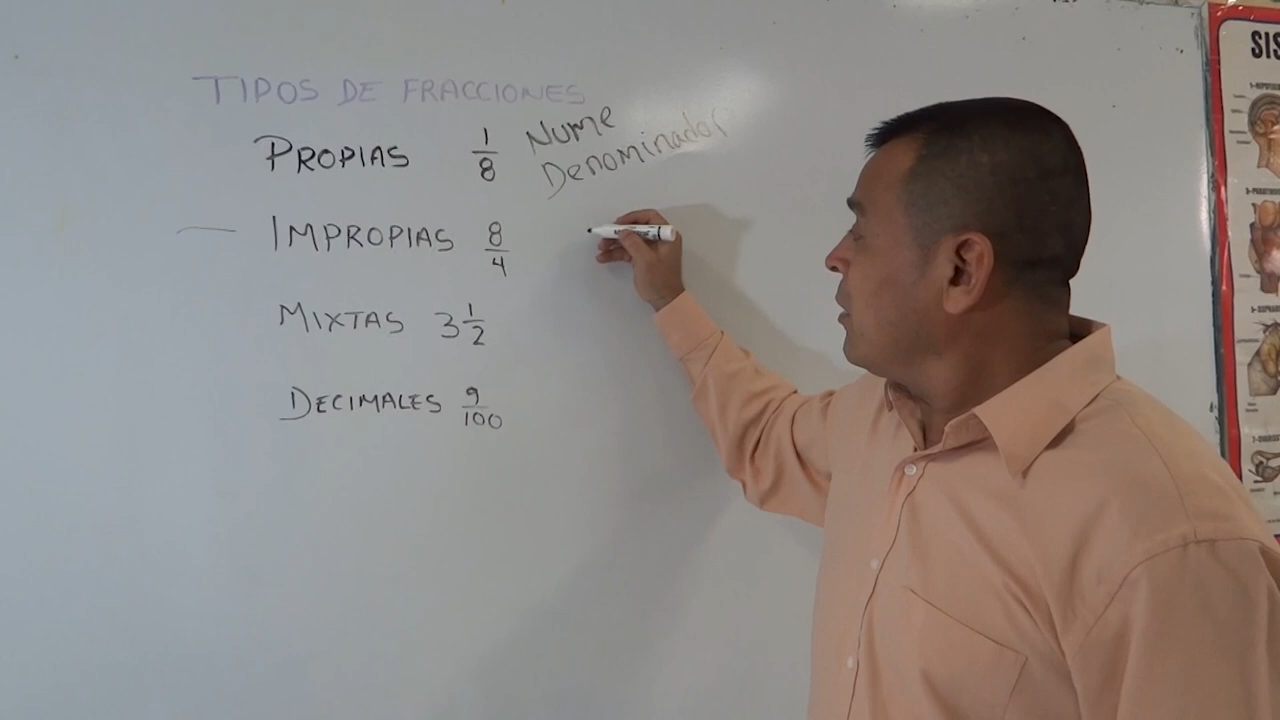 TIPOS DE FRACCIONES
PROPIAS 1/8 Nume
Denominador
IMPROPIAS 8/4
MIXTAS 3 1/2
DECIMALES 9/100
SIS